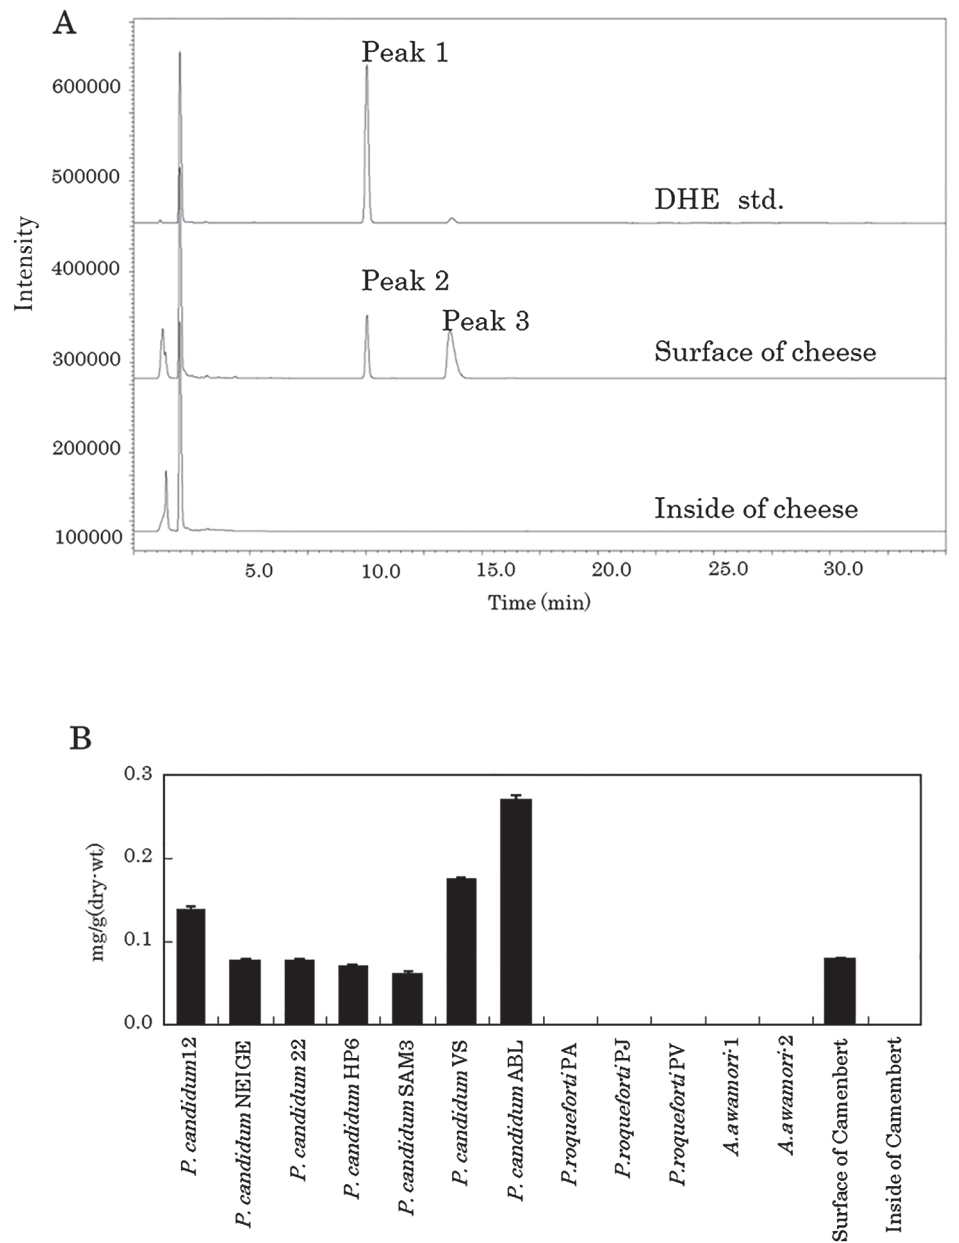 A
Peak 1
600000
500000
DHE std.
400000
Peak 2
Peak 3
300000
Surface of cheese
200000
Inside of cheese
100000
Intensity
5.0 10.0 15.0 20.0 25.0 30.0
Time (min)
B
0.3
0.2
0.1
0.0
mg/g(dry-wt)
P. candidum12
P. candidum NEIGE
P. candidum 22
P. candidum HP6
P. candidum SAM3
P. candidum VS
P. candidum ABL
P.roqueforti PA
P.roqueforti PJ
P.roqueforti PV
A.awamori-1
A.awamori-2
Surface of Camenbert
Inside of Camembert